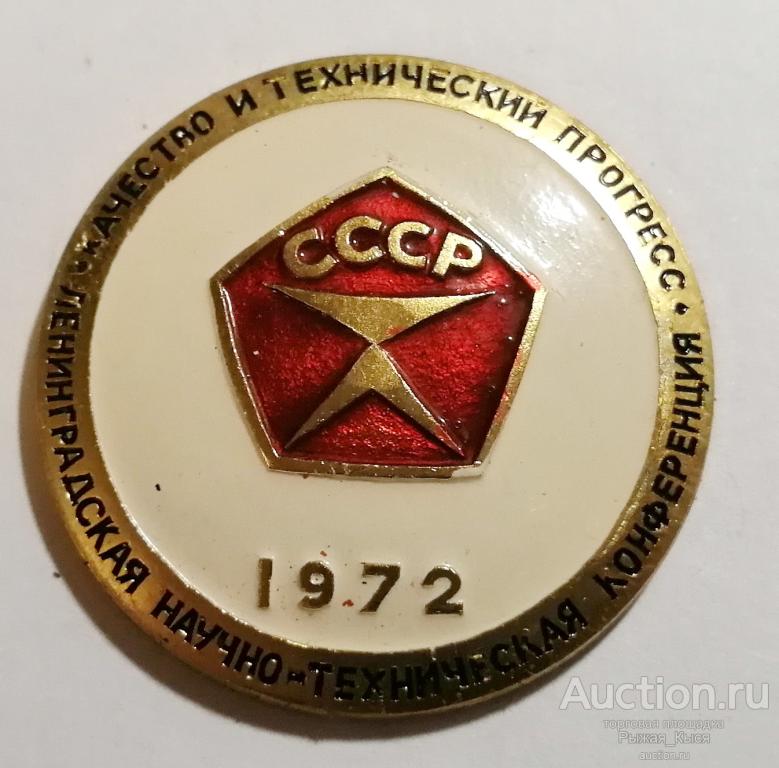 • КАЧЕСТВО И ТЕХНИЧЕСКИЙ ПРОГРЕСС •
ЛЕНИНГРАДСКАЯ НАУЧНО-ТЕХНИЧЕСКАЯ КОНФЕРЕНЦИЯ
СССР
1972
Auction.ru
торговая площадка
Рыжая_Кыся
auction.ru